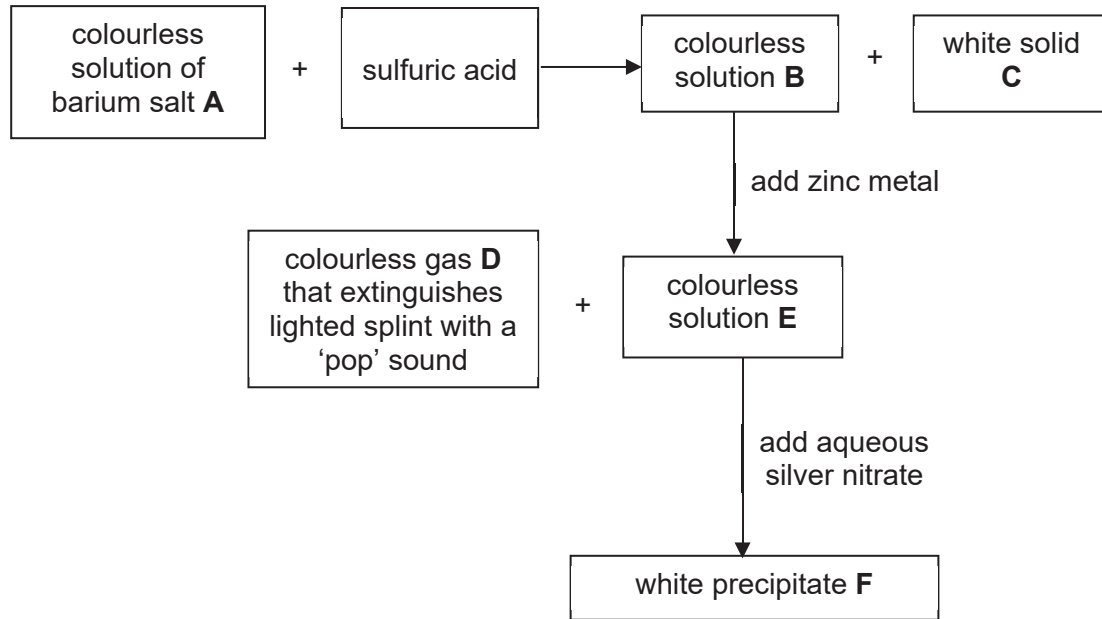 colourless
solution of
barium salt A
+
sulfuric acid
colourless
solution B
+
white solid
C
add zinc metal
colourless gas D
that extinguishes
lighted splint with a
‘pop’ sound
+
colourless
solution E
add aqueous
silver nitrate
white precipitate F